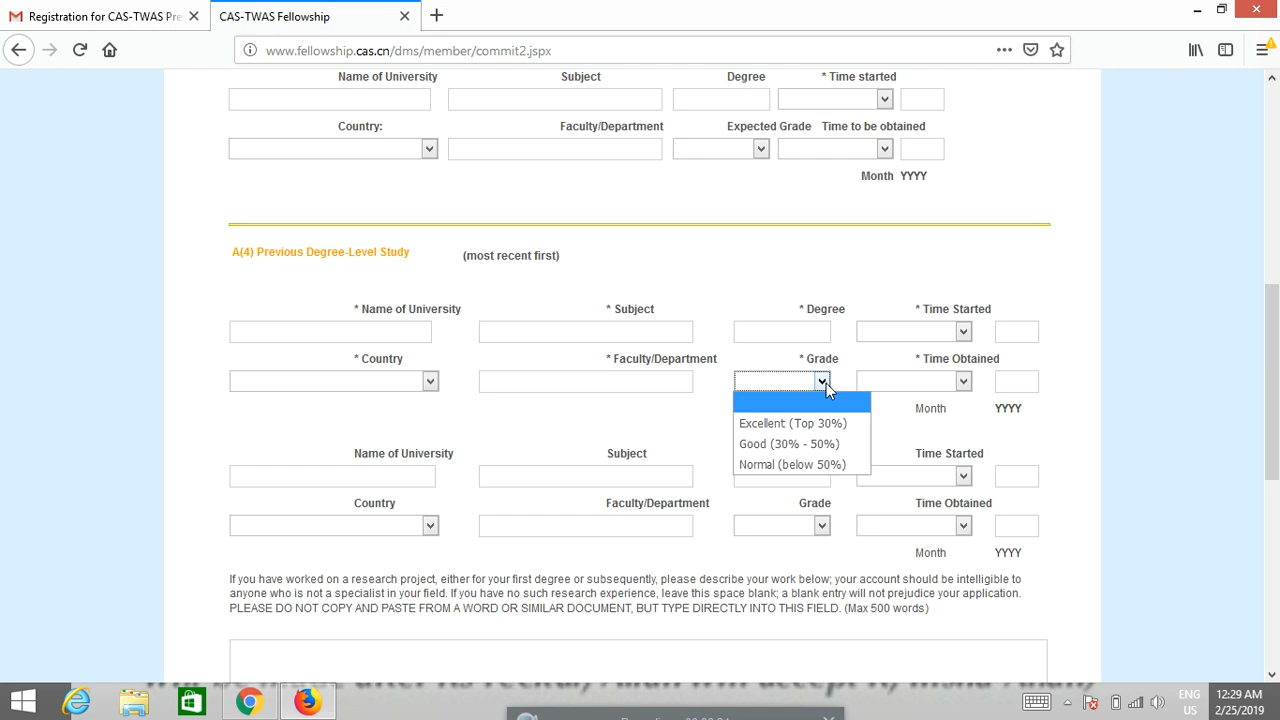 Registration for CAS-TWAS Pre
CAS-TWAS Fellowship
www.fellowship.cas.cn/dms/member/commit2.jspx
Name of University Subject Degree * Time started
Country: Faculty/Department Expected Grade Time to be obtained
Month YYYY
A(4) Previous Degree-Level Study (most recent first)
* Name of University * Subject * Degree * Time Started
* Country * Faculty/Department * Grade * Time Obtained
Month YYYY
Excellent (Top 30%)
Good (30% - 50%)
Normal (below 50%)
Name of University Subject Time Started
Country Faculty/Department Grade Time Obtained
Month YYYY
If you have worked on a research project, either for your first degree or subsequently, please describe your work below; your account should be intelligible to
anyone who is not a specialist in your field. If you have no such research experience, leave this space blank; a blank entry will not prejudice your application.
PLEASE DO NOT COPY AND PASTE FROM A WORD OR SIMILAR DOCUMENT, BUT TYPE DIRECTLY INTO THIS FIELD. (Max 500 words)
ENG
US
12:29 AM
2/25/2019